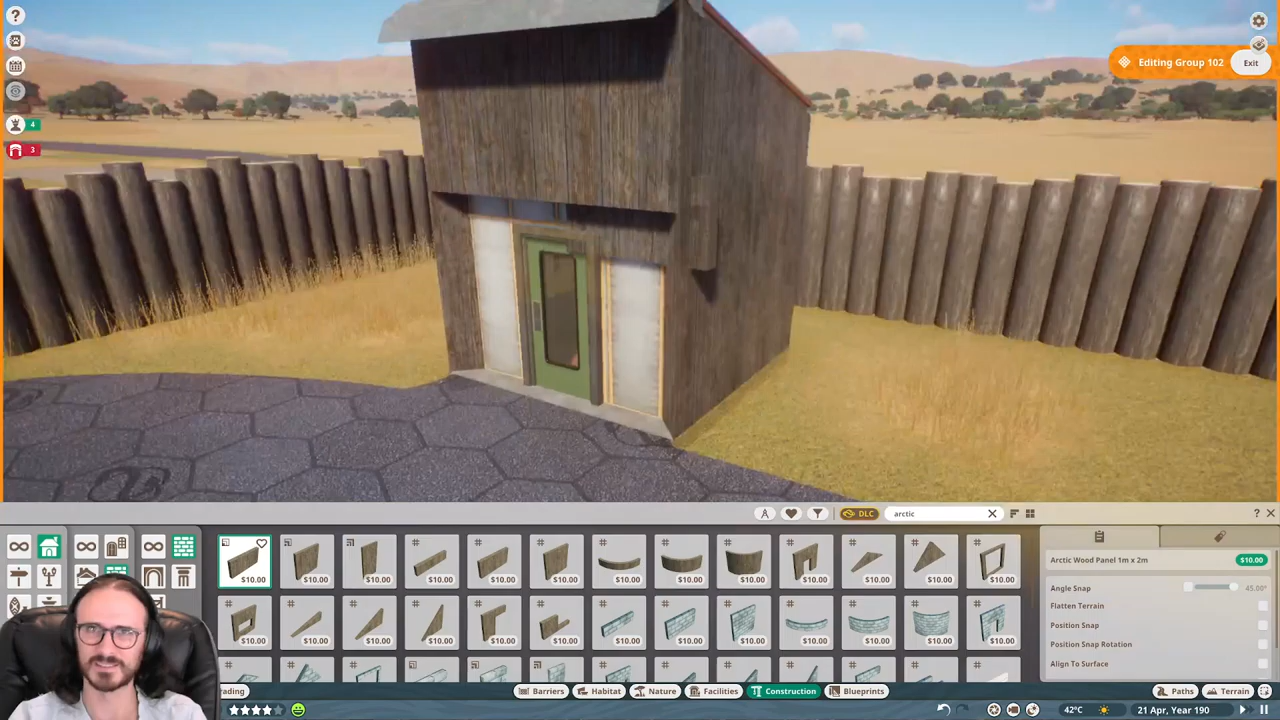 ?
Editing Group 102
Exit
4
3
DLC
arctic
?
$10.00 $10.00 $10.00 $10.00 $10.00 $10.00 $10.00 $10.00 $10.00 $10.00 $10.00 $10.00 $10.00
$10.00 $10.00 $10.00 $10.00 $10.00 $10.00 $10.00 $10.00 $10.00 $10.00 $10.00 $10.00 $10.00
Arctic Wood Panel 1m x 2m
$10.00
Angle Snap
45.00°
Flatten Terrain
Position Snap
Position Snap Rotation
Align To Surface
rading
Barriers
Habitat
Nature
Facilities
Construction
Blueprints
Paths
Terrain
42°C
21 Apr, Year 190